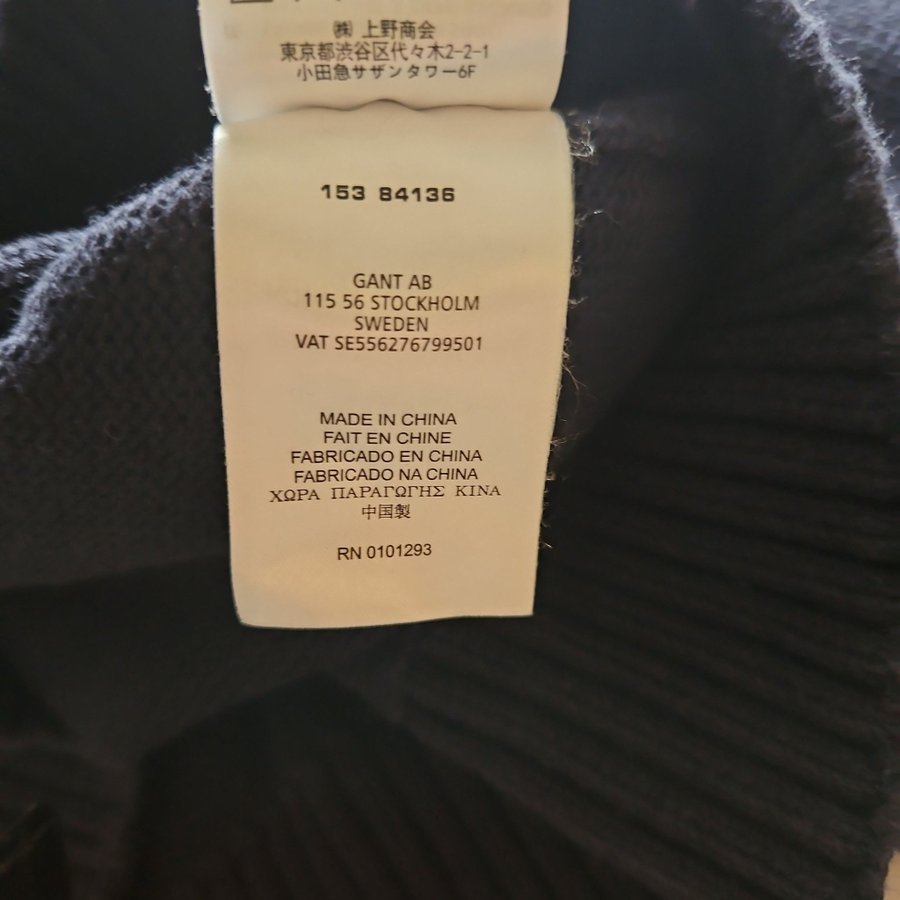 ㈱ 上野商会
東京都渋谷区代々木2-2-1
小田急サザンタワー6F
153 84136
GANT AB
115 56 STOCKHOLM
SWEDEN
VAT SE556276799501
MADE IN CHINA
FAIT EN CHINE
FABRICADO EN CHINA
FABRICADO NA CHINA
ΧΩΡΑ ΠΑΡΑΓΩΓΗΣ ΚΙΝΑ
中国製
RN 0101293